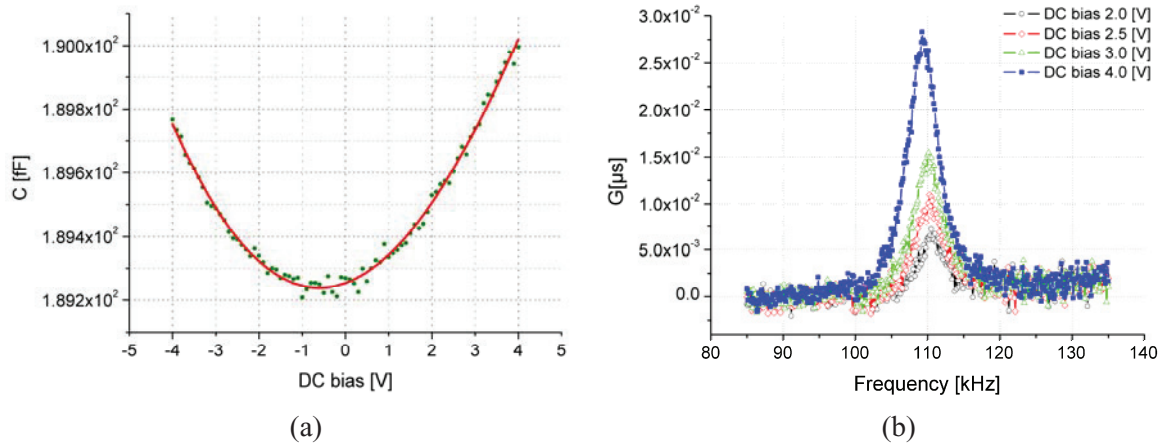 1.900x10²
1.898x10²
1.896x10²
1.894x10²
1.892x10²
C [fF]
-5 -4 -3 -2 -1 0 1 2 3 4 5
DC bias [V]
(a)
3.0x10⁻²
2.5x10⁻²
2.0x10⁻²
1.5x10⁻²
1.0x10⁻²
5.0x10⁻³
0.0
G[µs]
DC bias 2.0 [V]
DC bias 2.5 [V]
DC bias 3.0 [V]
DC bias 4.0 [V]
80 90 100 110 120 130 140
Frequency [kHz]
(b)